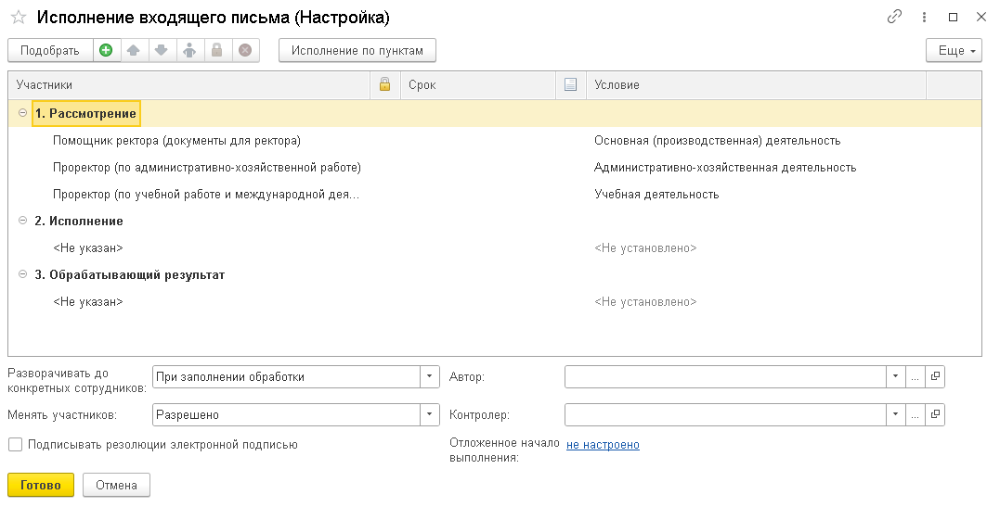 Исполнение входящего письма (Настройка)
Подобрать
Исполнение по пунктам
Еще
Участники Срок Условие
1. Рассмотрение
Помощник ректора (документы для ректора) Основная (производственная) деятельность
Проректор (по административно-хозяйственной работе) Административно-хозяйственная деятельность
Проректор (по учебной работе и международной дея... Учебная деятельность
2. Исполнение
<Не указан> <Не установлено>
3. Обрабатывающий результат
<Не указан> <Не установлено>
Разворачивать до
конкретных сотрудников: При заполнении обработки Автор: ...
Менять участников: Разрешено Контролер: ...
Подписывать резолюции электронной подписью
Отложенное начало
выполнения: не настроено
Готово Отмена